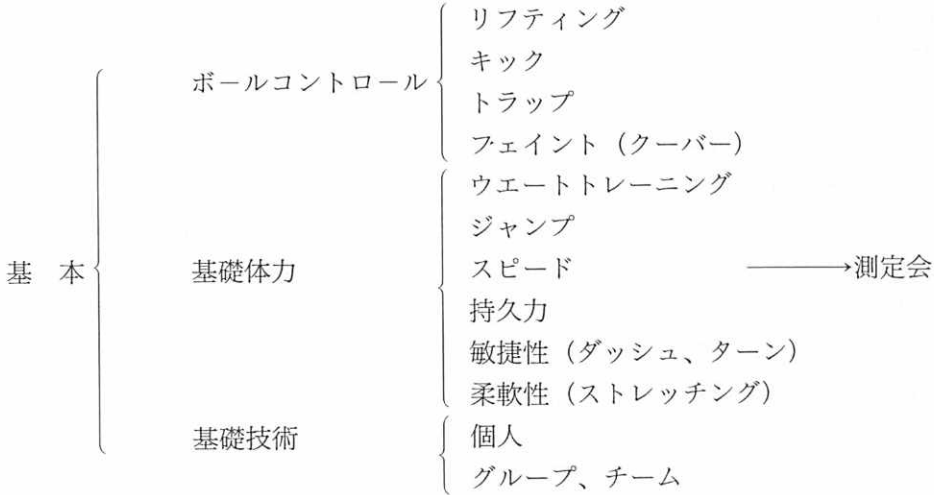 リフティング
キック
ボールコントロール
トラップ
フェイント（クーバー）
ウエートトレーニング
ジャンプ
基　本
基礎体力
スピード ———→測定会
持久力
敏捷性（ダッシュ、ターン）
柔軟性（ストレッチング）
基礎技術
個人
グループ、チーム